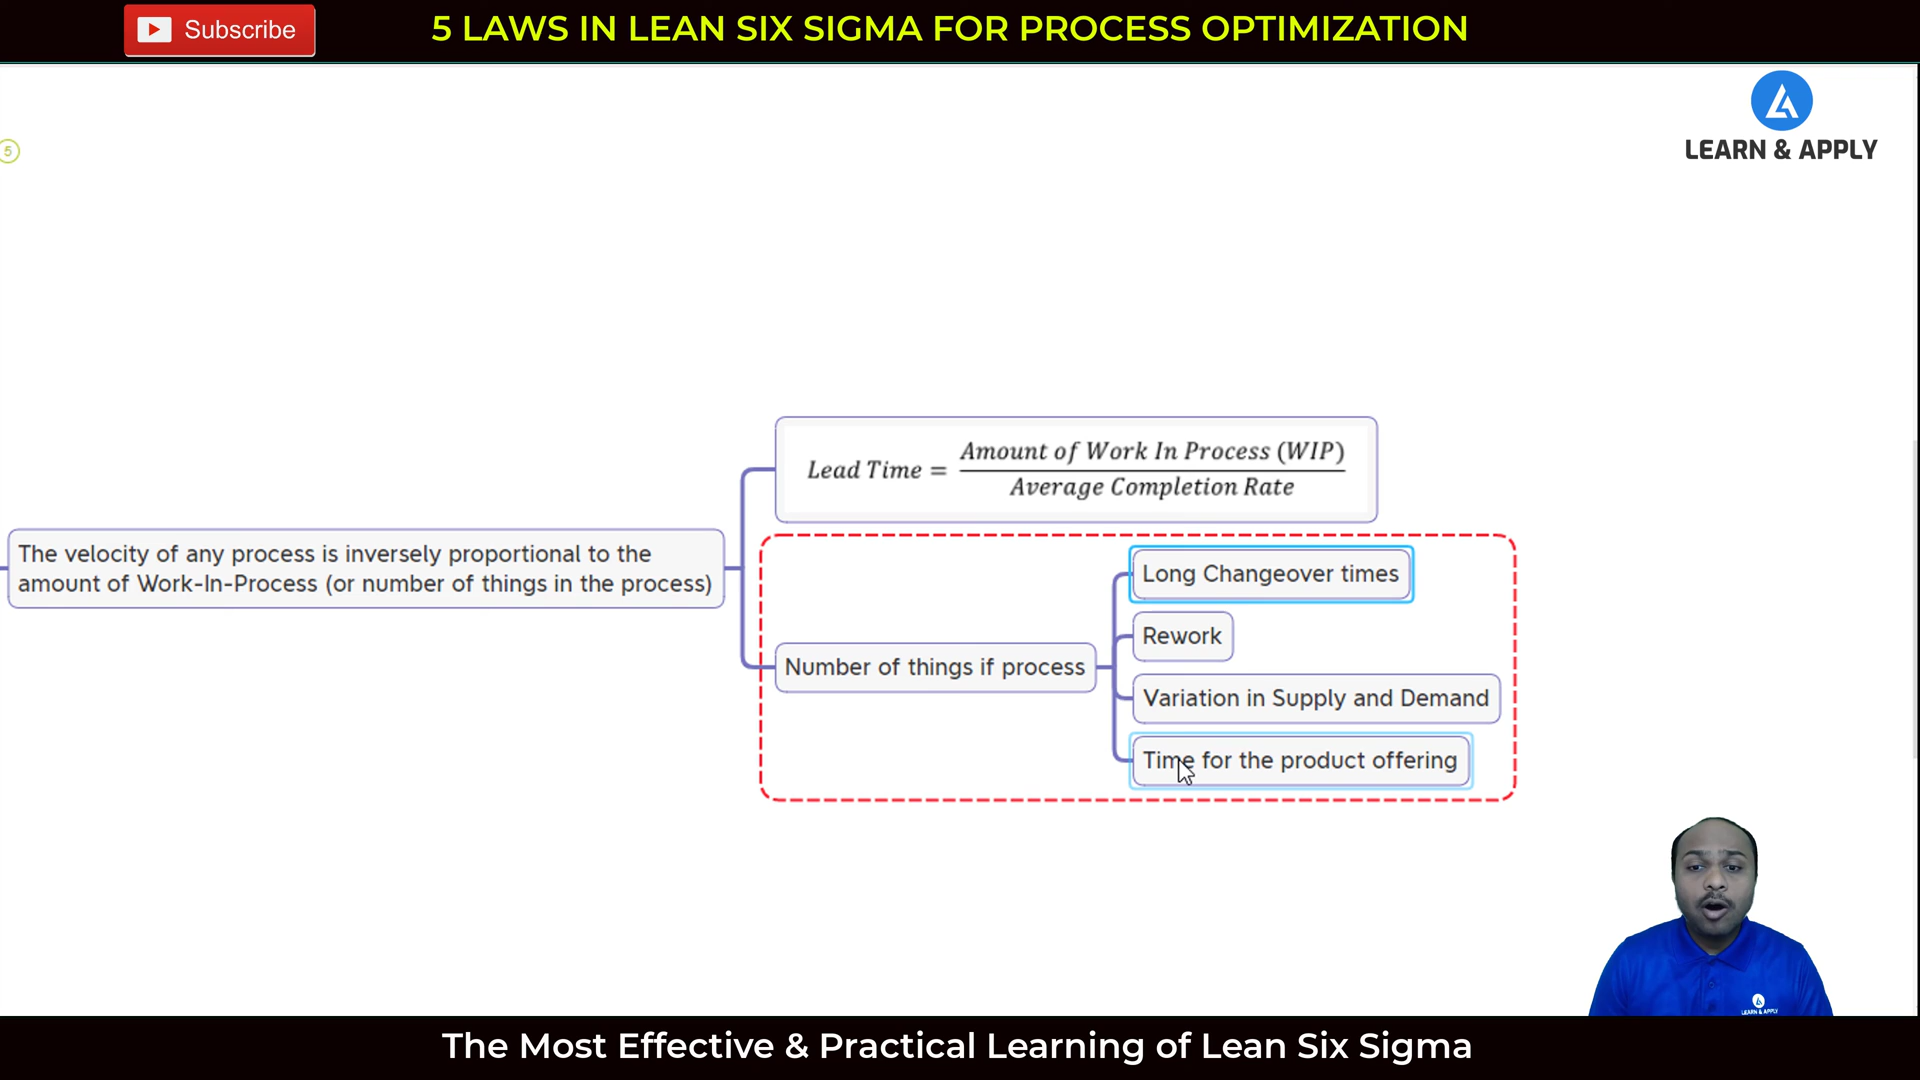 Subscribe
5 LAWS IN LEAN SIX SIGMA FOR PROCESS OPTIMIZATION
LEARN & APPLY
5
Lead Time = Amount of Work In Process (WIP)
Average Completion Rate
The velocity of any process is inversely proportional to the
amount of Work-In-Process (or number of things in the process)
Number of things if process
Long Changeover times
Rework
Variation in Supply and Demand
Time for the product offering
LEARN & APPLY
The Most Effective & Practical Learning of Lean Six Sigma